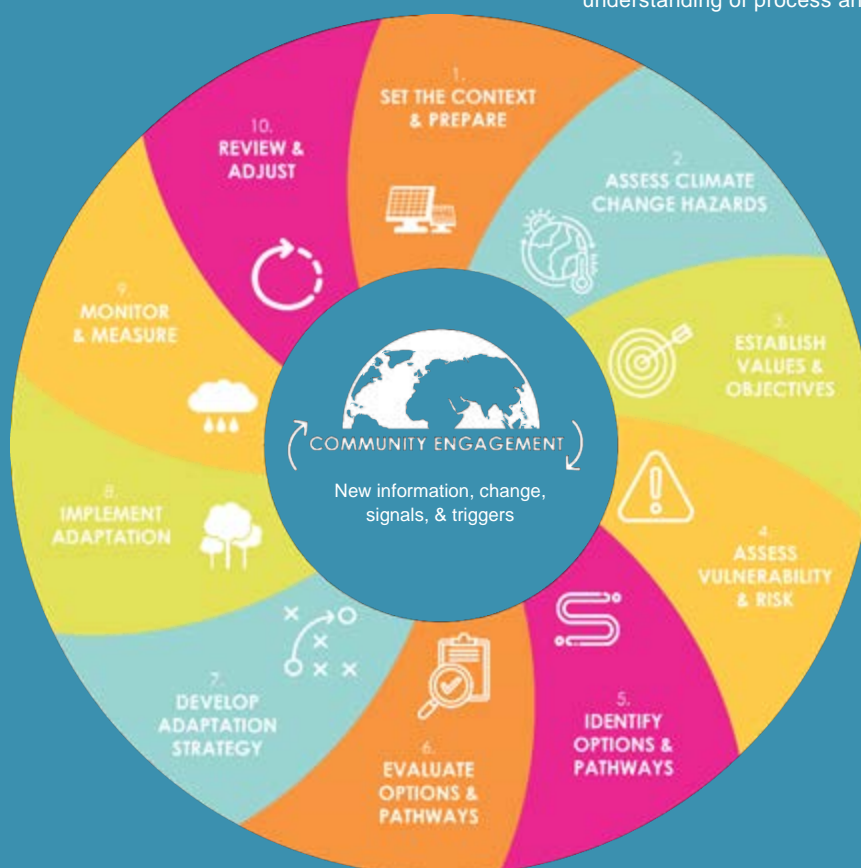 understanding of process an
1.
SET THE CONTEXT
& PREPARE
2.
ASSESS CLIMATE
CHANGE HAZARDS
3.
ESTABLISH
VALUES &
OBJECTIVES
4.
ASSESS
VULNERABILITY
& RISK
5.
IDENTIFY
OPTIONS &
PATHWAYS
6.
EVALUATE
OPTIONS &
PATHWAYS
7.
DEVELOP
ADAPTATION
STRATEGY
8.
IMPLEMENT
ADAPTATION
9.
MONITOR
& MEASURE
10.
REVIEW &
ADJUST
COMMUNITY ENGAGEMENT
New information, change,
signals, & triggers